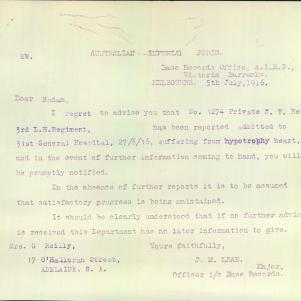 AUSTRALIAN IMPERIAL FORCE.
EW.
Base Records Office, A.I.F.,
Victoria Barracks,
MELBOURNE. 5th July, 1916.
Dear Madam,
I regret to advise you that No. 1274 Private J. F.
3rd L.H.Regiment, has been reported admitted to
31st General Hospital, 27/6/16, suffering from hypotrophy heart,
and in the event of further information coming to hand, you will
be promptly notified.
In the absence of further reports it is to be assumed
that satisfactory progress is being maintained.
It should be clearly understood that if no further advice
is received this Department has no later information to give.
Mrs. G Reilly, Yours faithfully,
17 O'Halloran Street, J. M. LEAN.
ADELAIDE. S. A. Major,
Officer i/c Base Records.